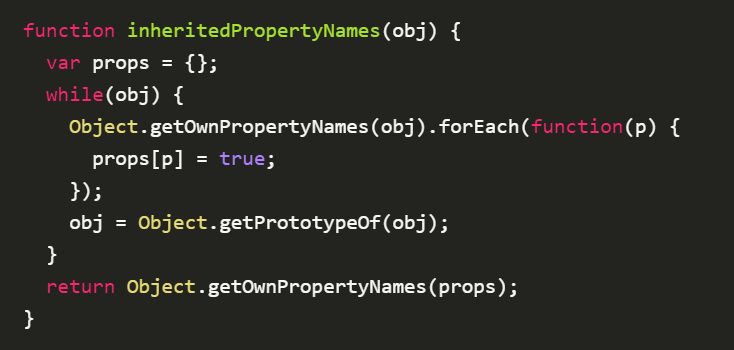 function inheritedPropertyNames(obj) {
  var props = {};
  while(obj) {
    Object.getOwnPropertyNames(obj).forEach(function(p) {
      props[p] = true;
    });
    obj = Object.getPrototypeOf(obj);
  }
  return Object.getOwnPropertyNames(props);
}